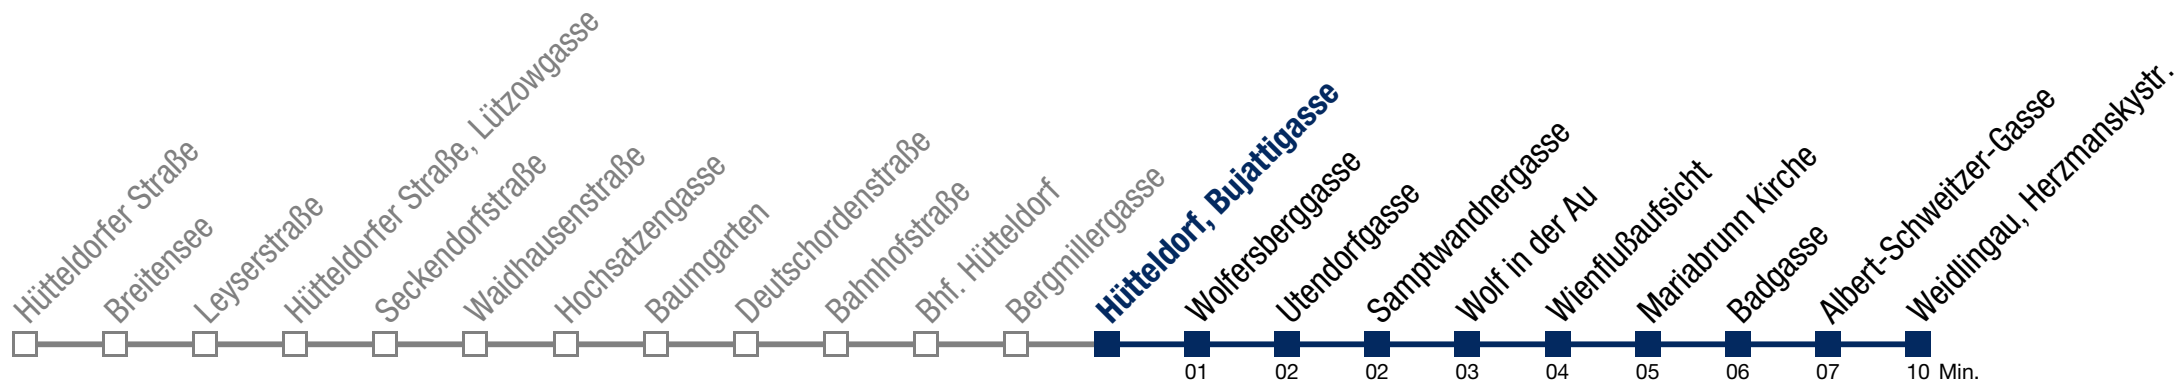 Hütteldorfer Straße
Breitensee
Leyserstraße
Hütteldorfer Straße, Lützowgasse
Seckendorfstraße
Waidhausenstraße
Hochsatzengasse
Baumgarten
Deutschordenstraße
Bahnhofstraße
Bhf. Hütteldorf
Bergmillergasse
Hütteldorf, Bujattigasse
Wolfersberggasse
Utendorfgasse
Samptwandnergasse
Wolf in der Au
Wienflußaufsicht
Mariabrunn Kirche
Badgasse
Albert-Schweitzer-Gasse
Weidlingau, Herzmanskystr.
01 02 02 03 04 05 06 07 10 Min.